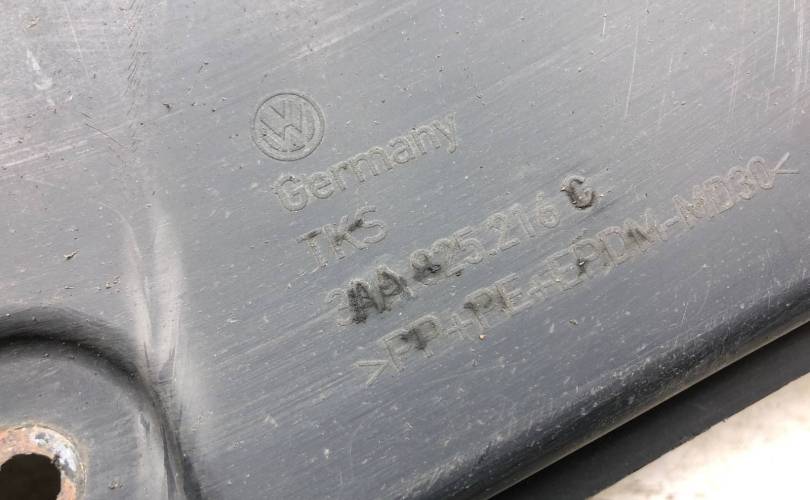 Germany
TKS
3AA.825.216 C
>PP+PE+EPDM-MD30<